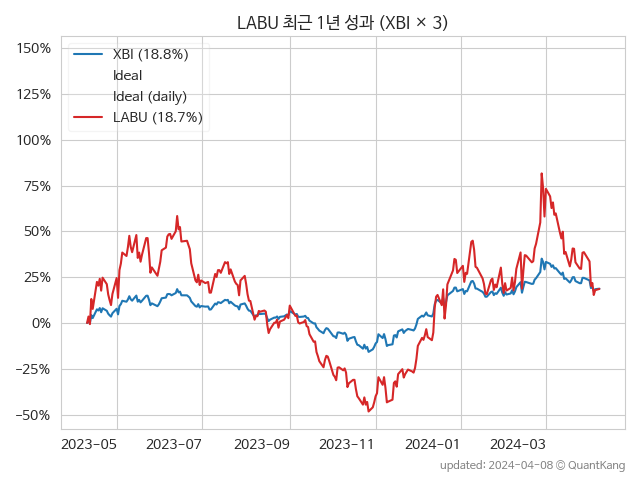 LABU 최근 1년 성과 (XBI × 3)
150%
125%
100%
75%
50%
25%
0%
−25%
−50%
XBI (18.8%)
Ideal
Ideal (daily)
LABU (18.7%)
2023−05
2023−07
2023−09
2023−11
2024−01
2024−03
updated: 2024−04−08 © QuantKang